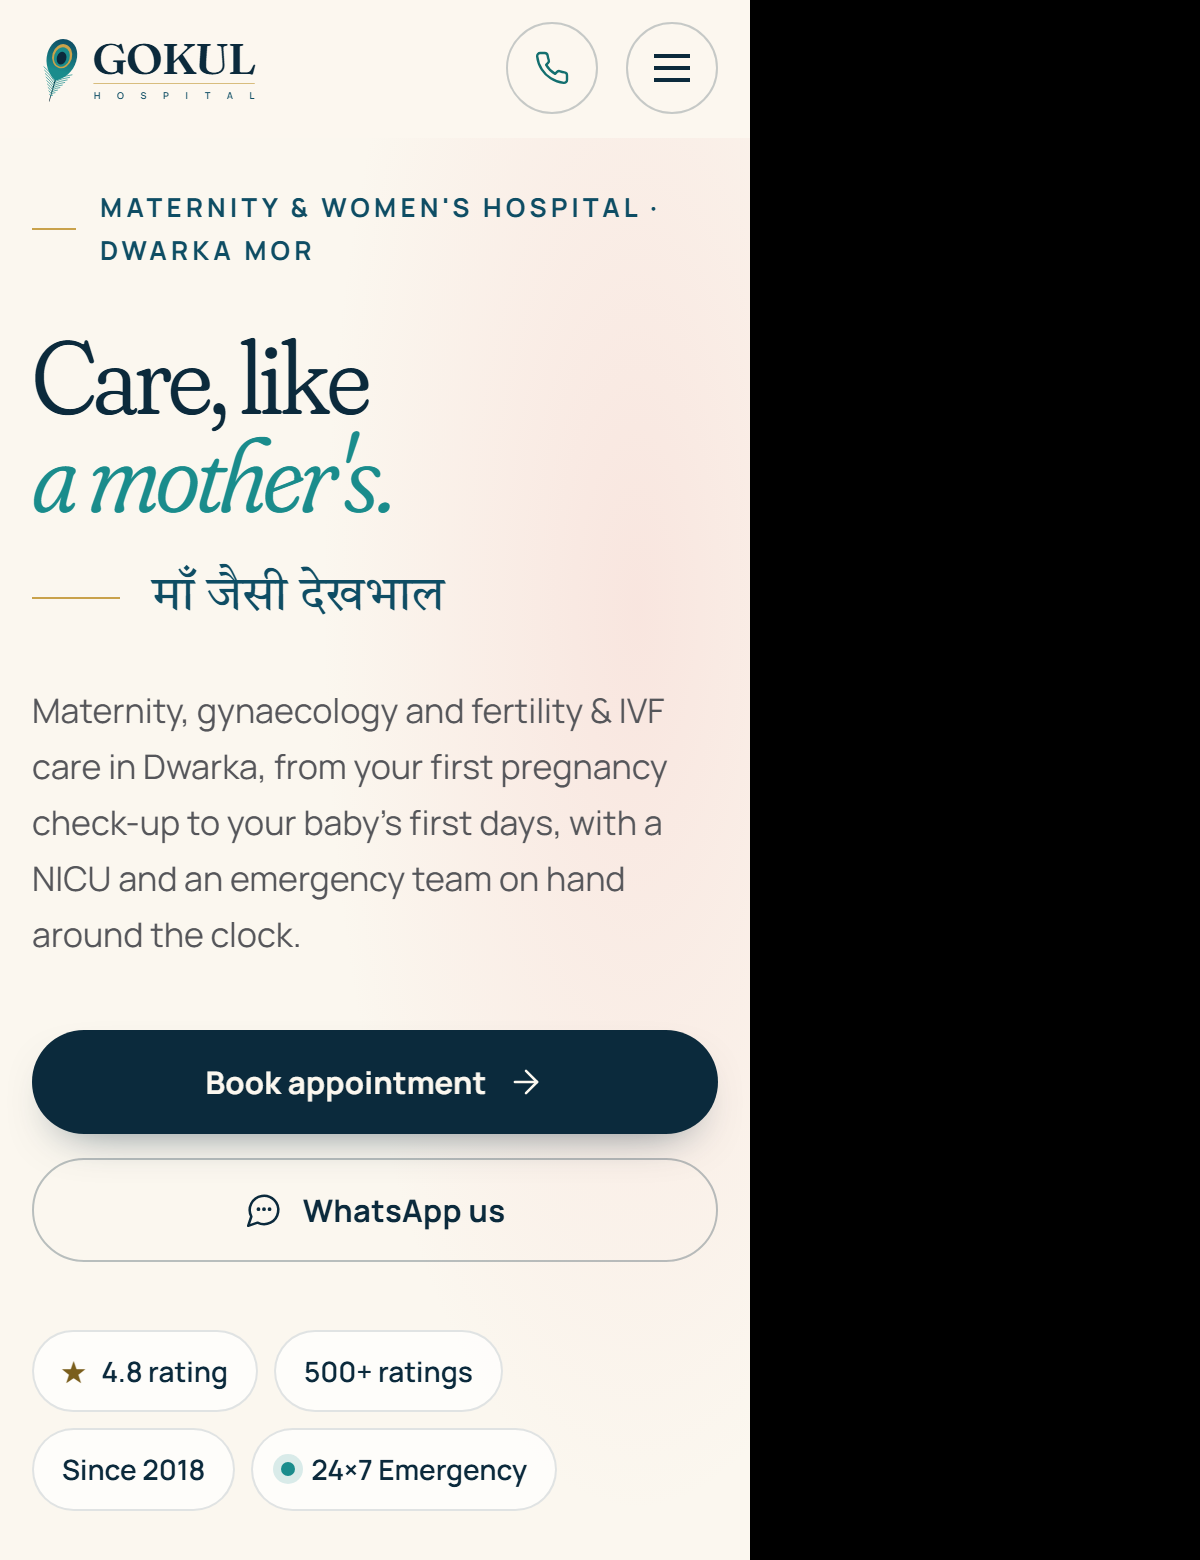 GOKUL
HOSPITAL
MATERNITY & WOMEN'S HOSPITAL ·
DWARKA MOR
Care, like
a mother's.
माँ जैसी देखभाल
Maternity, gynaecology and fertility & IVF
care in Dwarka, from your first pregnancy
check-up to your baby’s first days, with a
NICU and an emergency team on hand
around the clock.
Book appointment →
WhatsApp us
★ 4.8 rating
500+ ratings
Since 2018
24×7 Emergency